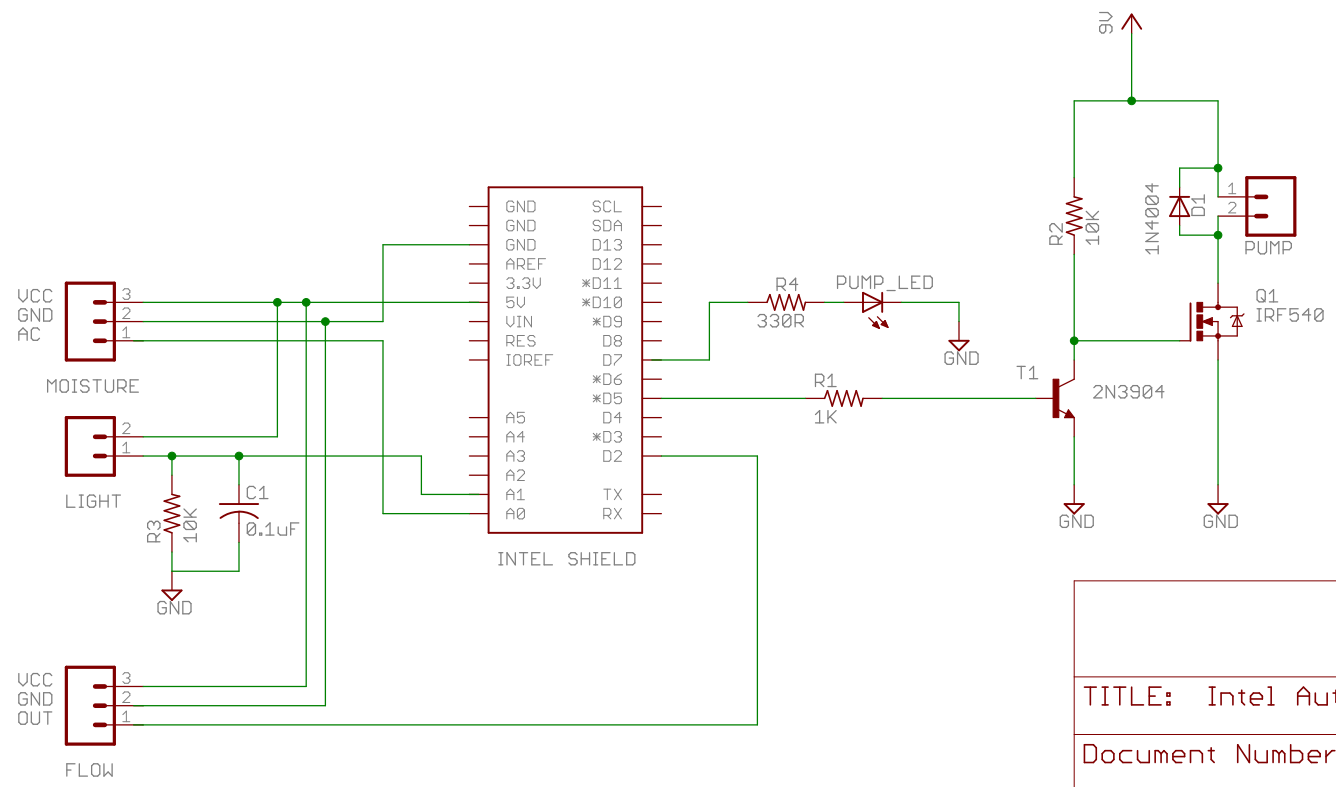 9V
VCC
GND
AC
3
2
1
MOISTURE
2
1
LIGHT
R3
10K
C1
0.1uF
GND
VCC
GND
OUT
3
2
1
FLOW
GND
GND
GND
AREF
3.3V
5V
VIN
RES
IOREF
A5
A4
A3
A2
A1
A0
SCL
SDA
D13
D12
*D11
*D10
*D9
D8
D7
*D6
*D5
D4
*D3
D2
TX
RX
INTEL SHIELD
R4
330R
PUMP_LED
GND
R1
1K
T1
2N3904
GND
R2
10K
1N4004
D1
1
2
PUMP
Q1
IRF540
GND
TITLE: Intel Aut
Document Number